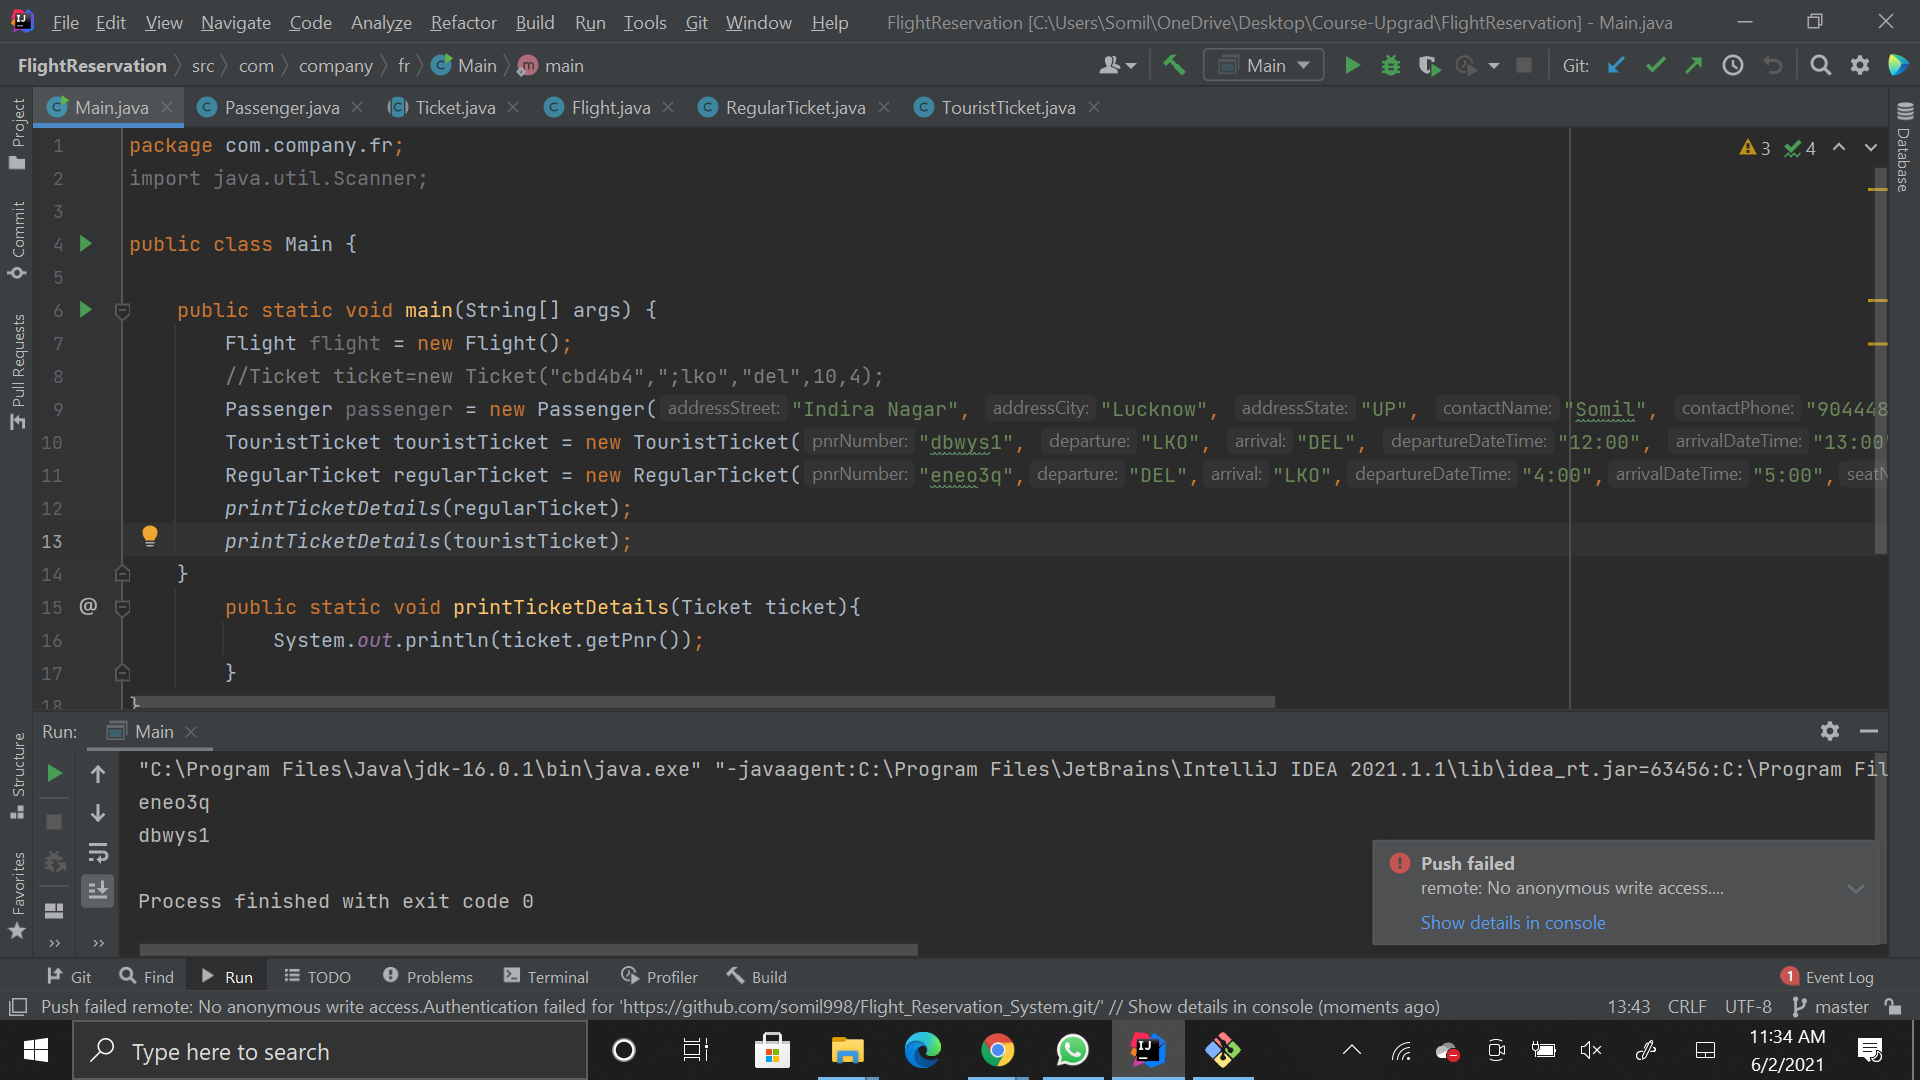 File Edit View Navigate Code Analyze Refactor Build Run Tools Git Window Help FlightReservation [C:\Users\Somil\OneDrive\Desktop\Course-Upgrad\FlightReservation] - Main.java
FlightReservation src com company fr Main main Main Git:
Main.java Passenger.java Ticket.java Flight.java RegularTicket.java TouristTicket.java
Project
Commit
Pull Requests
Structure
Favorites
Database
3 4
1 package com.company.fr;
2 import java.util.Scanner;
3
4 public class Main {
5
6 public static void main(String[] args) {
7 Flight flight = new Flight();
8 //Ticket ticket=new Ticket("cbd4b4",";lko","del",10,4);
9 Passenger passenger = new Passenger( addressStreet: "Indira Nagar", addressCity: "Lucknow", addressState: "UP", contactName: "Somil", contactPhone: "904448
10 TouristTicket touristTicket = new TouristTicket( pnrNumber: "dbwys1", departure: "LKO", arrival: "DEL", departureDateTime: "12:00", arrivalDateTime: "13:00"
11 RegularTicket regularTicket = new RegularTicket( pnrNumber: "eneo3q", departure: "DEL", arrival: "LKO", departureDateTime: "4:00", arrivalDateTime: "5:00", seatN
12 printTicketDetails(regularTicket);
13 printTicketDetails(touristTicket);
14 }
15 @ public static void printTicketDetails(Ticket ticket){
16 System.out.println(ticket.getPnr());
17 }
18 }
Run: Main
"C:\Program Files\Java\jdk-16.0.1\bin\java.exe" "-javaagent:C:\Program Files\JetBrains\IntelliJ IDEA 2021.1.1\lib\idea_rt.jar=63456:C:\Program Fil
eneo3q
dbwys1
Process finished with exit code 0
Push failed
remote: No anonymous write access....
Show details in console
Git Find Run TODO Problems Terminal Profiler Build 1 Event Log
Push failed remote: No anonymous write access.Authentication failed for 'https://github.com/somil998/Flight_Reservation_System.git/' // Show details in console (moments ago) 13:43 CRLF UTF-8 master
Type here to search
11:34 AM
6/2/2021